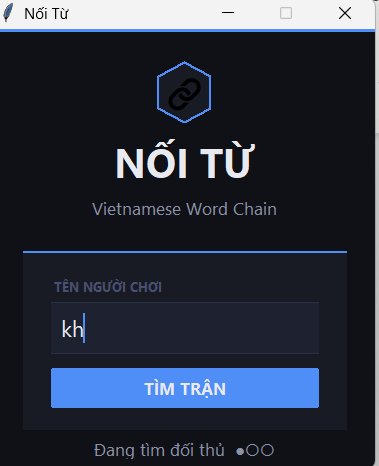 Nối Từ
NỐI TỪ
Vietnamese Word Chain
TÊN NGƯỜI CHƠI
kh
TÌM TRẬN
Đang tìm đối thủ ●○○